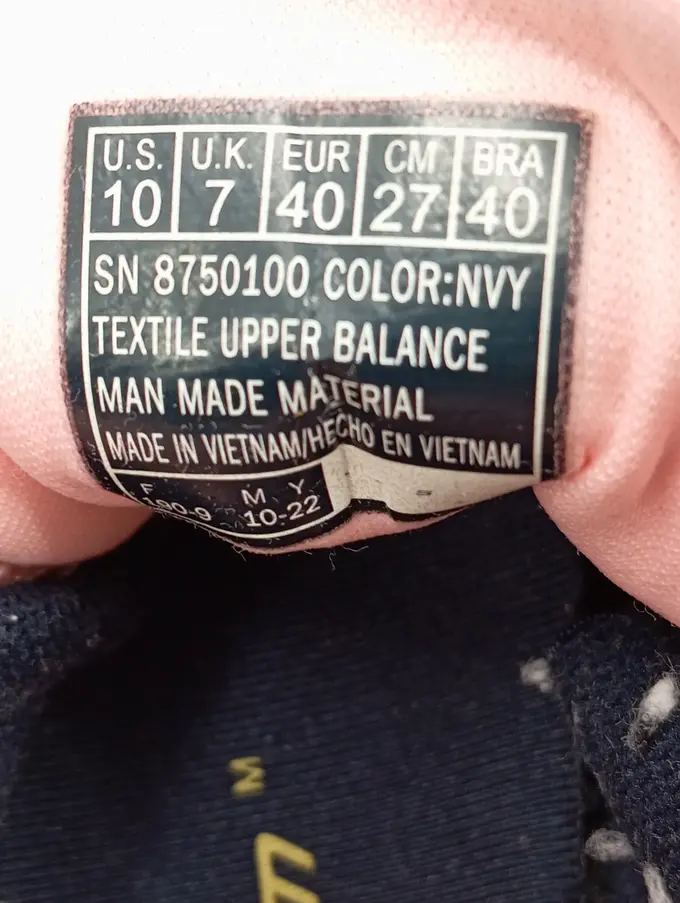 U.S. U.K. EUR CM BRA
10 7 40 27 40
SN 8750100 COLOR:NVY
TEXTILE UPPER BALANCE
MAN MADE MATERIAL
MADE IN VIETNAM/HECHO EN VIETNAM
F M Y
10-22
M